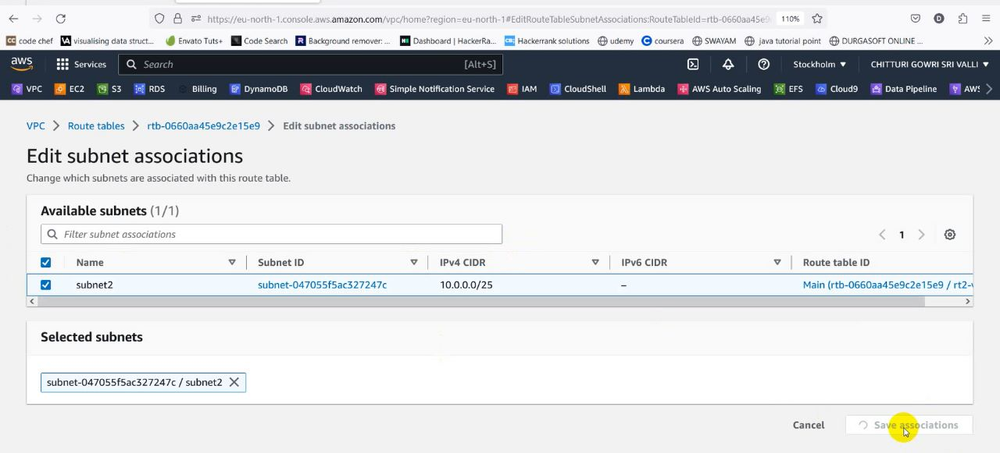 https://eu-north-1.console.aws.amazon.com/vpc/home?region=eu-north-1#EditRouteTableSubnetAssociations:RouteTableId=rtb-0660aa45e9c 110%
CC code chef VA visualising data struct... Envato Tuts+ Code Search Background remover: ... Dashboard | HackerRa... Hackerrank solutions udemy coursera SWAYAM java tutorial point DURGASOFT ONLINE ...
aws Services Search [Alt+S] Stockholm ▼ CHITTURI GOWRI SRI VALLI ▼
VPC EC2 S3 RDS Billing DynamoDB CloudWatch Simple Notification Service IAM CloudShell Lambda AWS Auto Scaling EFS Cloud9 Data Pipeline AWS
VPC > Route tables > rtb-0660aa45e9c2e15e9 > Edit subnet associations
Edit subnet associations
Change which subnets are associated with this route table.
Available subnets (1/1)
Filter subnet associations < 1 >
Name Subnet ID IPv4 CIDR IPv6 CIDR Route table ID
subnet2 subnet-047055f5ac327247c 10.0.0.0/25 – Main (rtb-0660aa45e9c2e15e9 / rt2-
Selected subnets
subnet-047055f5ac327247c / subnet2
Cancel Save associations